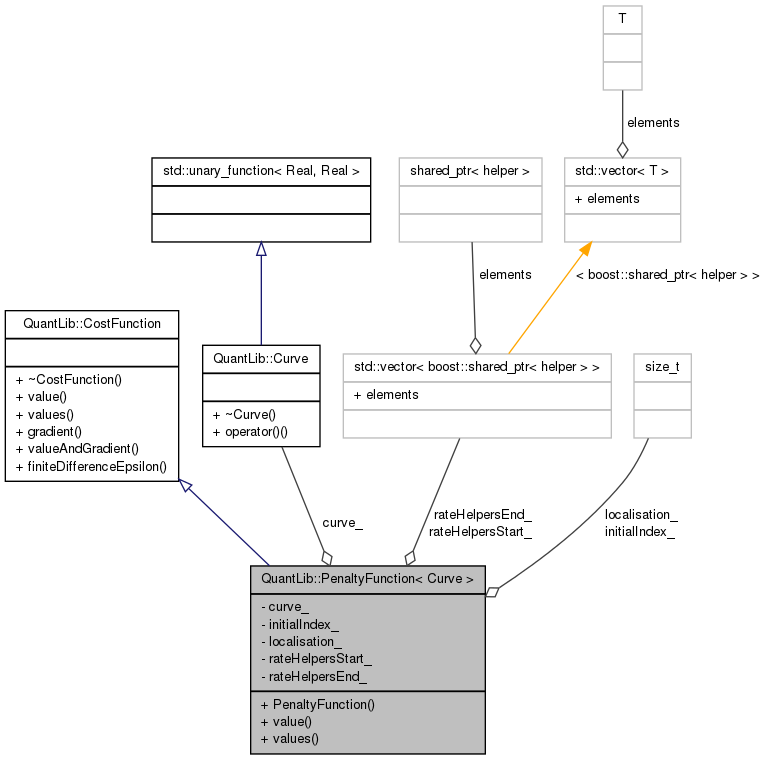 T
elements
std::unary_function< Real, Real >
shared_ptr< helper >
std::vector< T >
+ elements
elements
< boost::shared_ptr< helper > >
QuantLib::CostFunction
+ ~CostFunction()
+ value()
+ values()
+ gradient()
+ valueAndGradient()
+ finiteDifferenceEpsilon()
QuantLib::Curve
+ ~Curve()
+ operator()()
std::vector< boost::shared_ptr< helper > >
+ elements
size_t
curve_
rateHelpersEnd_
rateHelpersStart_
localisation_
initialIndex_
QuantLib::PenaltyFunction< Curve >
- curve_
- initialIndex_
- localisation_
- rateHelpersStart_
- rateHelpersEnd_
+ PenaltyFunction()
+ value()
+ values()